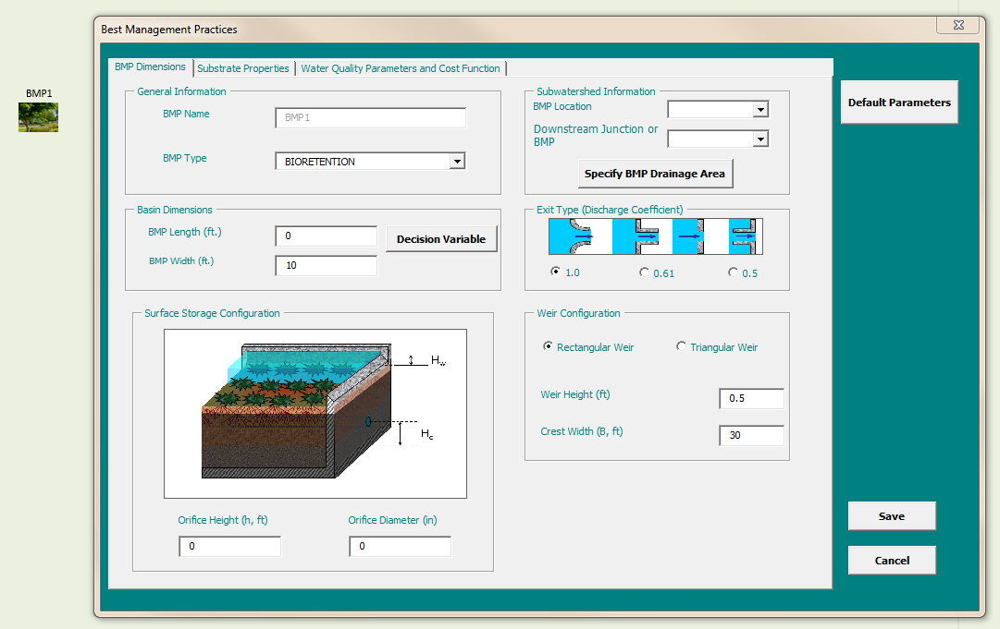 Best Management Practices
BMP1
BMP Dimensions
Substrate Properties
Water Quality Parameters and Cost Function
Default Parameters
General Information
BMP Name
BMP1
BMP Type
BIORETENTION
Subwatershed Information
BMP Location
Downstream Junction or
BMP
Specify BMP Drainage Area
Basin Dimensions
BMP Length (ft.)
0
Decision Variable
BMP Width (ft.)
10
Exit Type (Discharge Coefficient)
1.0
0.61
0.5
Surface Storage Configuration
Hw
Hc
Orifice Height (h, ft)
Orifice Diameter (in)
0
0
Weir Configuration
Rectangular Weir
Triangular Weir
Weir Height (ft)
0.5
Crest Width (B, ft)
30
Save
Cancel